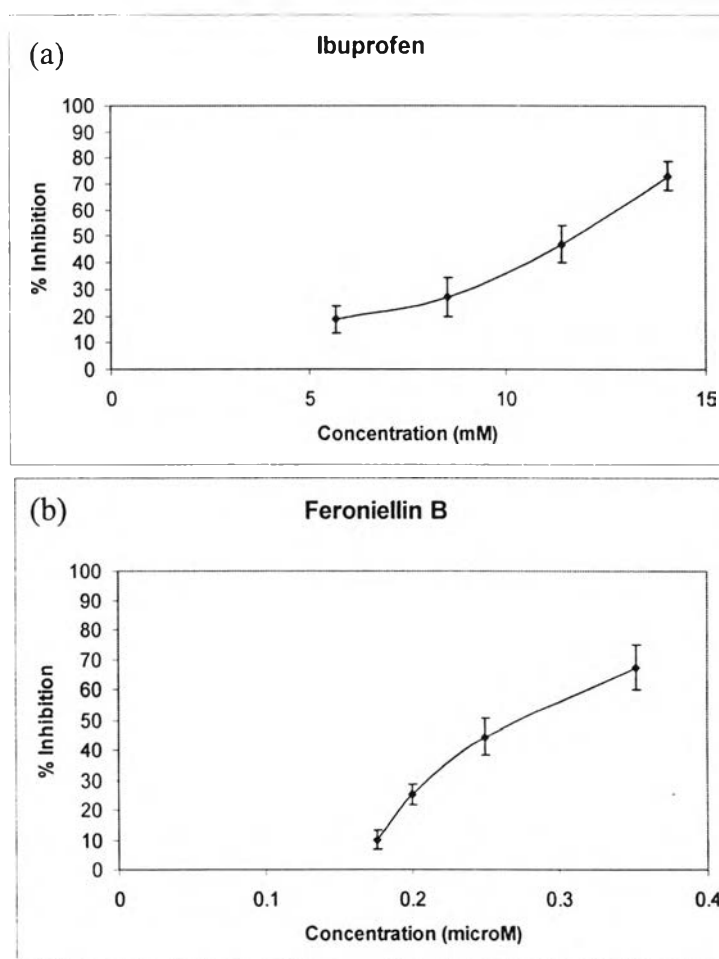 (a)
Ibuprofen
% Inhibition
100
90
80
70
60
50
40
30
20
10
0
0 5 10 15
Concentration (mM)
(b)
Feroniellin B
% Inhibition
100
90
80
70
60
50
40
30
20
10
0
0 0.1 0.2 0.3 0.4
Concentration (microM)